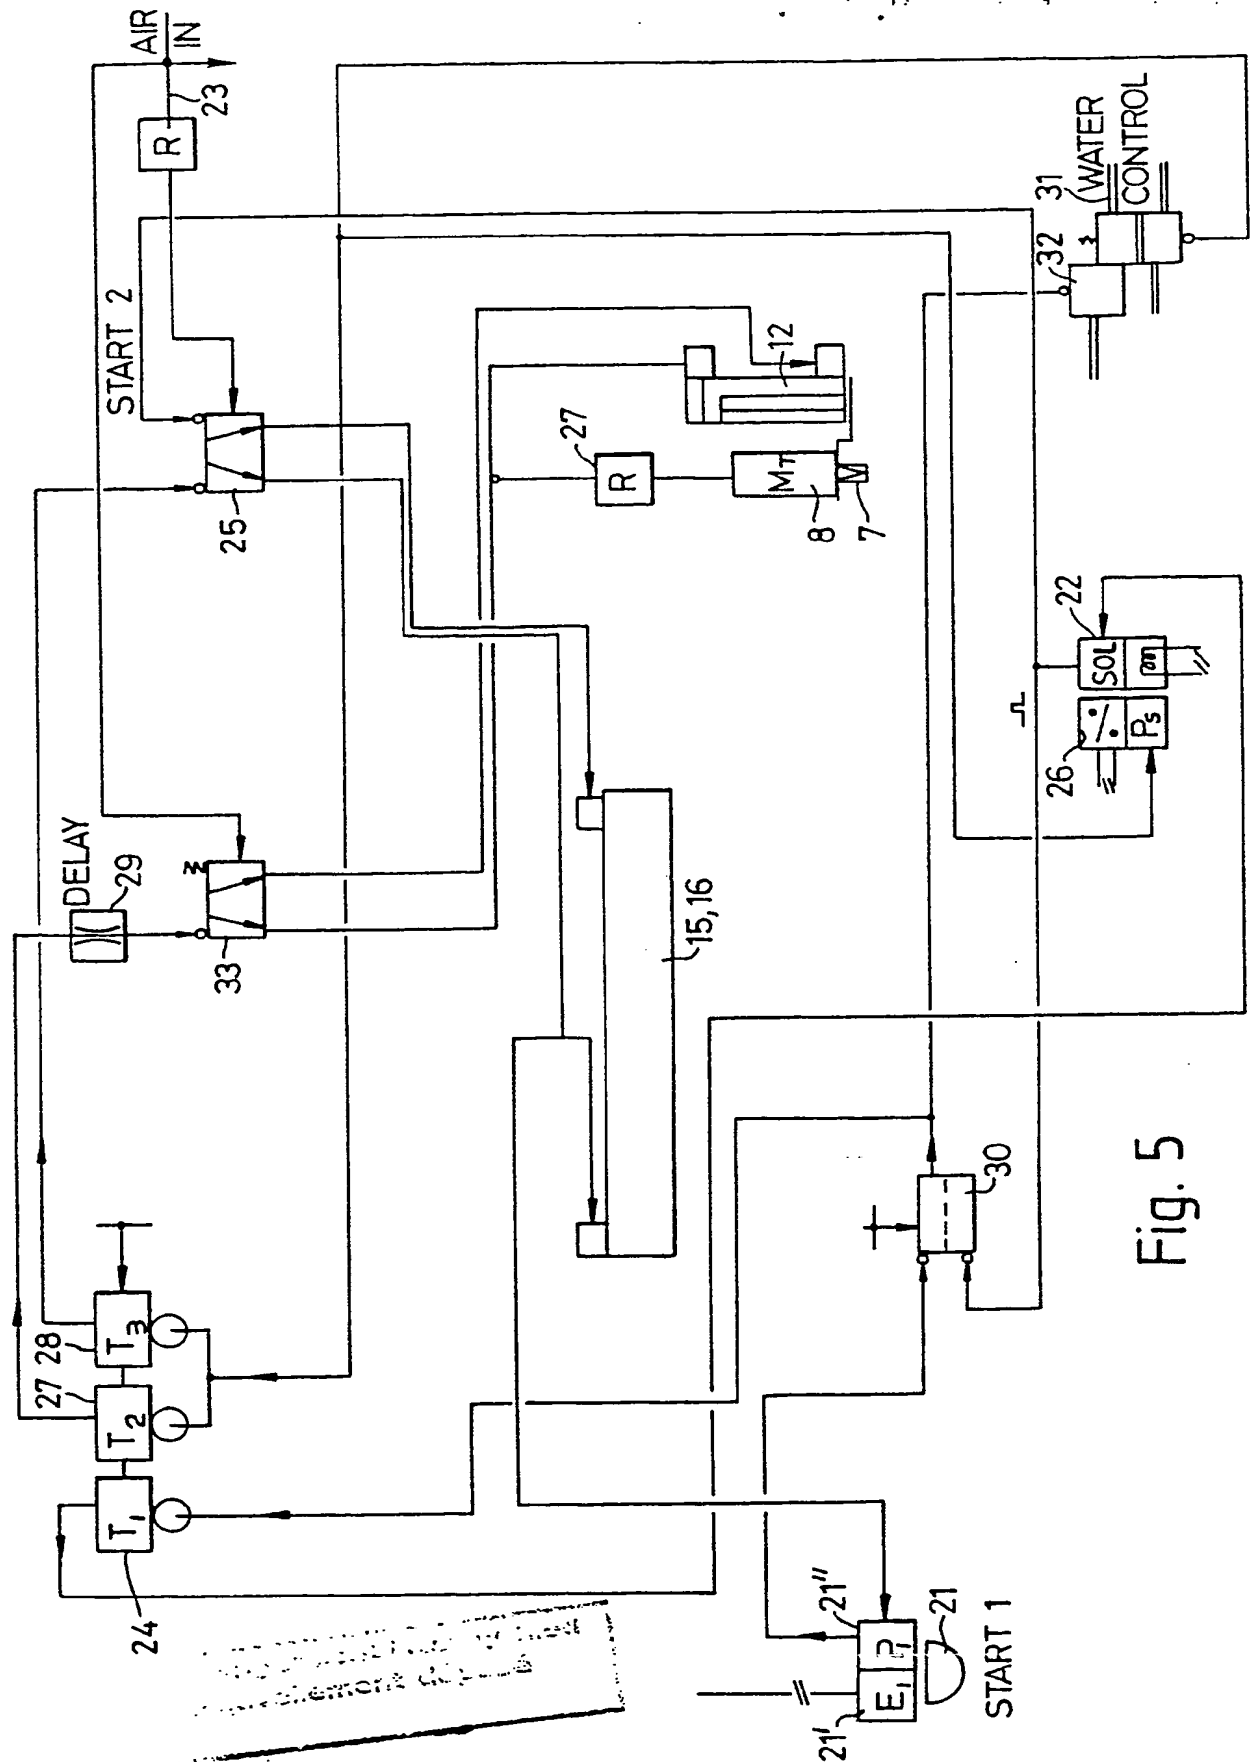 AIR
IN
23
R
START 2
25
DELAY
29
33
28
T3
27
T2
T1
24
27
R
MT
8
7
12
15,16
31
WATER
CONTROL
32
22
SOL
26
Ps
30
21'
E1
P1
21"
21
START 1
Fig. 5